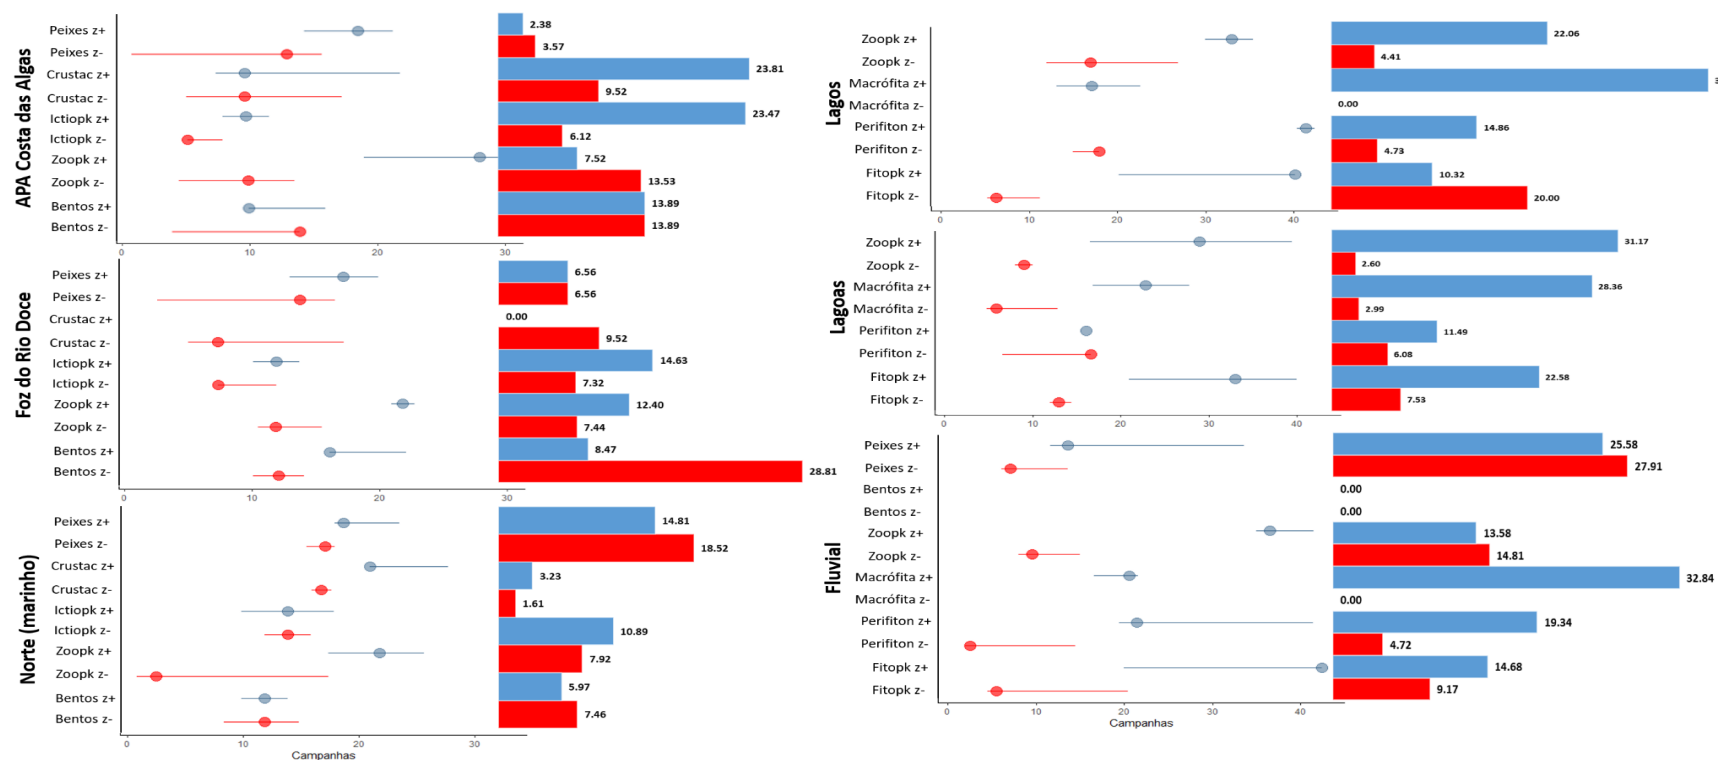 APA Costa das Algas
Peixes z+
2.38
Peixes z-
3.57
Crustac z+
23.81
Crustac z-
9.52
Ictiopk z+
23.47
Ictiopk z-
6.12
Zoopk z+
7.52
Zoopk z-
13.53
Bentos z+
13.89
Bentos z-
13.89
0 10 20 30
Foz do Rio Doce
Peixes z+
6.56
Peixes z-
6.56
Crustac z+
0.00
Crustac z-
9.52
Ictiopk z+
14.63
Ictiopk z-
7.32
Zoopk z+
12.40
Zoopk z-
7.44
Bentos z+
8.47
Bentos z-
28.81
0 10 20 30
Norte (marinho)
Peixes z+
14.81
Peixes z-
18.52
Crustac z+
3.23
Crustac z-
1.61
Ictiopk z+
10.89
Ictiopk z-
7.92
Zoopk z+
5.97
Zoopk z-
7.46
Bentos z+
Bentos z-
0 10 20 30
Campanhas
Lagos
Zoopk z+
22.06
Zoopk z-
4.41
Macrófita z+
Macrófita z-
0.00
Perifiton z+
14.86
Perifiton z-
4.73
Fitopk z+
10.32
Fitopk z-
20.00
0 10 20 30 40
Lagoas
Zoopk z+
31.17
Zoopk z-
2.60
Macrófita z+
28.36
Macrófita z-
2.99
Perifiton z+
11.49
Perifiton z-
6.08
Fitopk z+
22.58
Fitopk z-
7.53
0 10 20 30 40
Fluvial
Peixes z+
25.58
Peixes z-
27.91
Bentos z+
0.00
Bentos z-
0.00
Zoopk z+
13.58
Zoopk z-
14.81
Macrófita z+
32.84
Macrófita z-
0.00
Perifiton z+
19.34
Perifiton z-
4.72
Fitopk z+
14.68
Fitopk z-
9.17
0 10 20 30 40
Campanhas